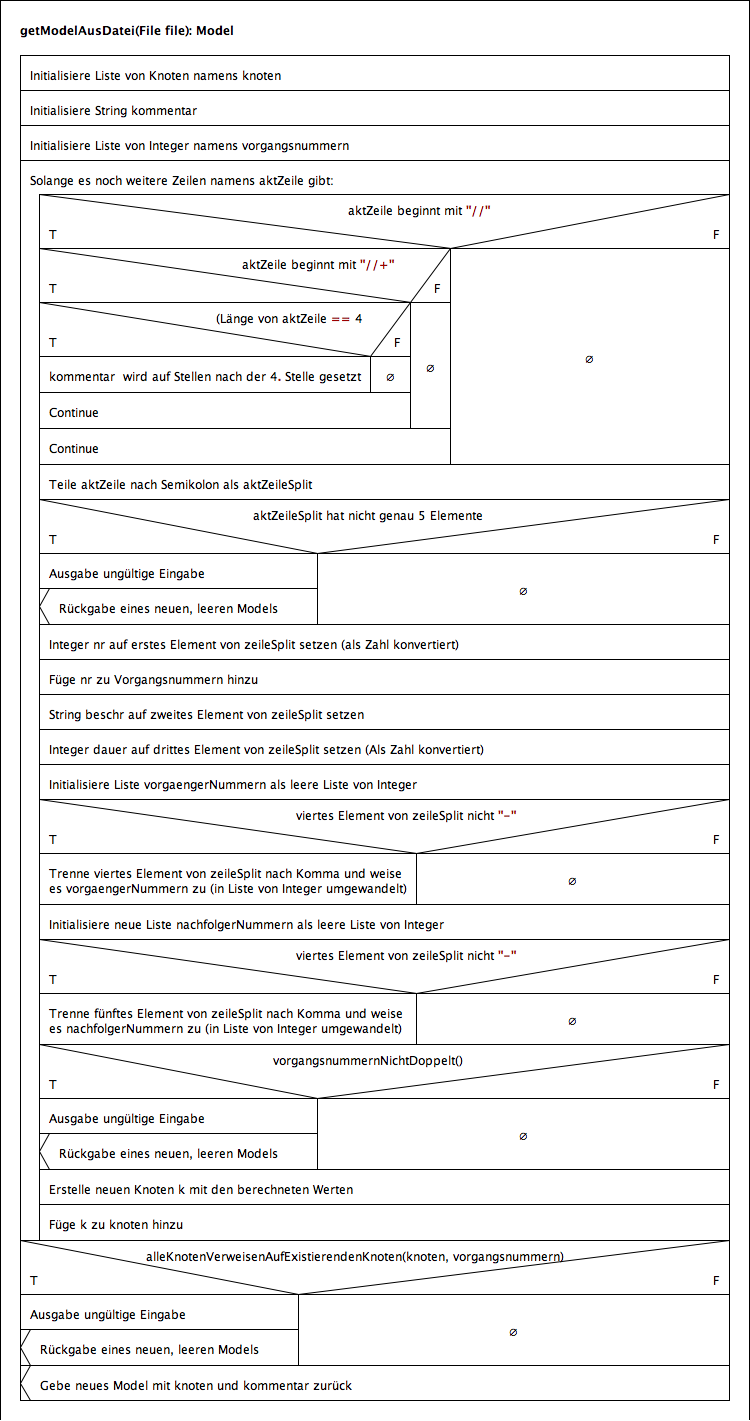 getModelAusDatei(File file): Model
Initialisiere Liste von Knoten namens knoten
Initialisiere String kommentar
Initialisiere Liste von Integer namens vorgangsnummern
Solange es noch weitere Zeilen namens aktZeile gibt:
aktZeile beginnt mit "//"
T F
aktZeile beginnt mit "//+"
T F
(Länge von aktZeile == 4
T F
∅
∅
∅
kommentar wird auf Stellen nach der 4. Stelle gesetzt
Continue
Continue
Teile aktZeile nach Semikolon als aktZeileSplit
aktZeileSplit hat nicht genau 5 Elemente
T F
Ausgabe ungültige Eingabe
∅
Rückgabe eines neuen, leeren Models
Integer nr auf erstes Element von zeileSplit setzen (als Zahl konvertiert)
Füge nr zu Vorgangsnummern hinzu
String beschr auf zweites Element von zeileSplit setzen
Integer dauer auf drittes Element von zeileSplit setzen (Als Zahl konvertiert)
Initialisiere Liste vorgaengerNummern als leere Liste von Integer
viertes Element von zeileSplit nicht "-"
T F
Trenne viertes Element von zeileSplit nach Komma und weise
es vorgaengerNummern zu (in Liste von Integer umgewandelt)
∅
Initialisiere neue Liste nachfolgerNummern als leere Liste von Integer
viertes Element von zeileSplit nicht "-"
T F
Trenne fünftes Element von zeileSplit nach Komma und weise
es nachfolgerNummern zu (in Liste von Integer umgewandelt)
∅
vorgangsnummernNichtDoppelt()
T F
Ausgabe ungültige Eingabe
∅
Rückgabe eines neuen, leeren Models
Erstelle neuen Knoten k mit den berechneten Werten
Füge k zu knoten hinzu
alleKnotenVerweisenAufExistierendenKnoten(knoten, vorgangsnummern)
T F
Ausgabe ungültige Eingabe
∅
Rückgabe eines neuen, leeren Models
Gebe neues Model mit knoten und kommentar zurück